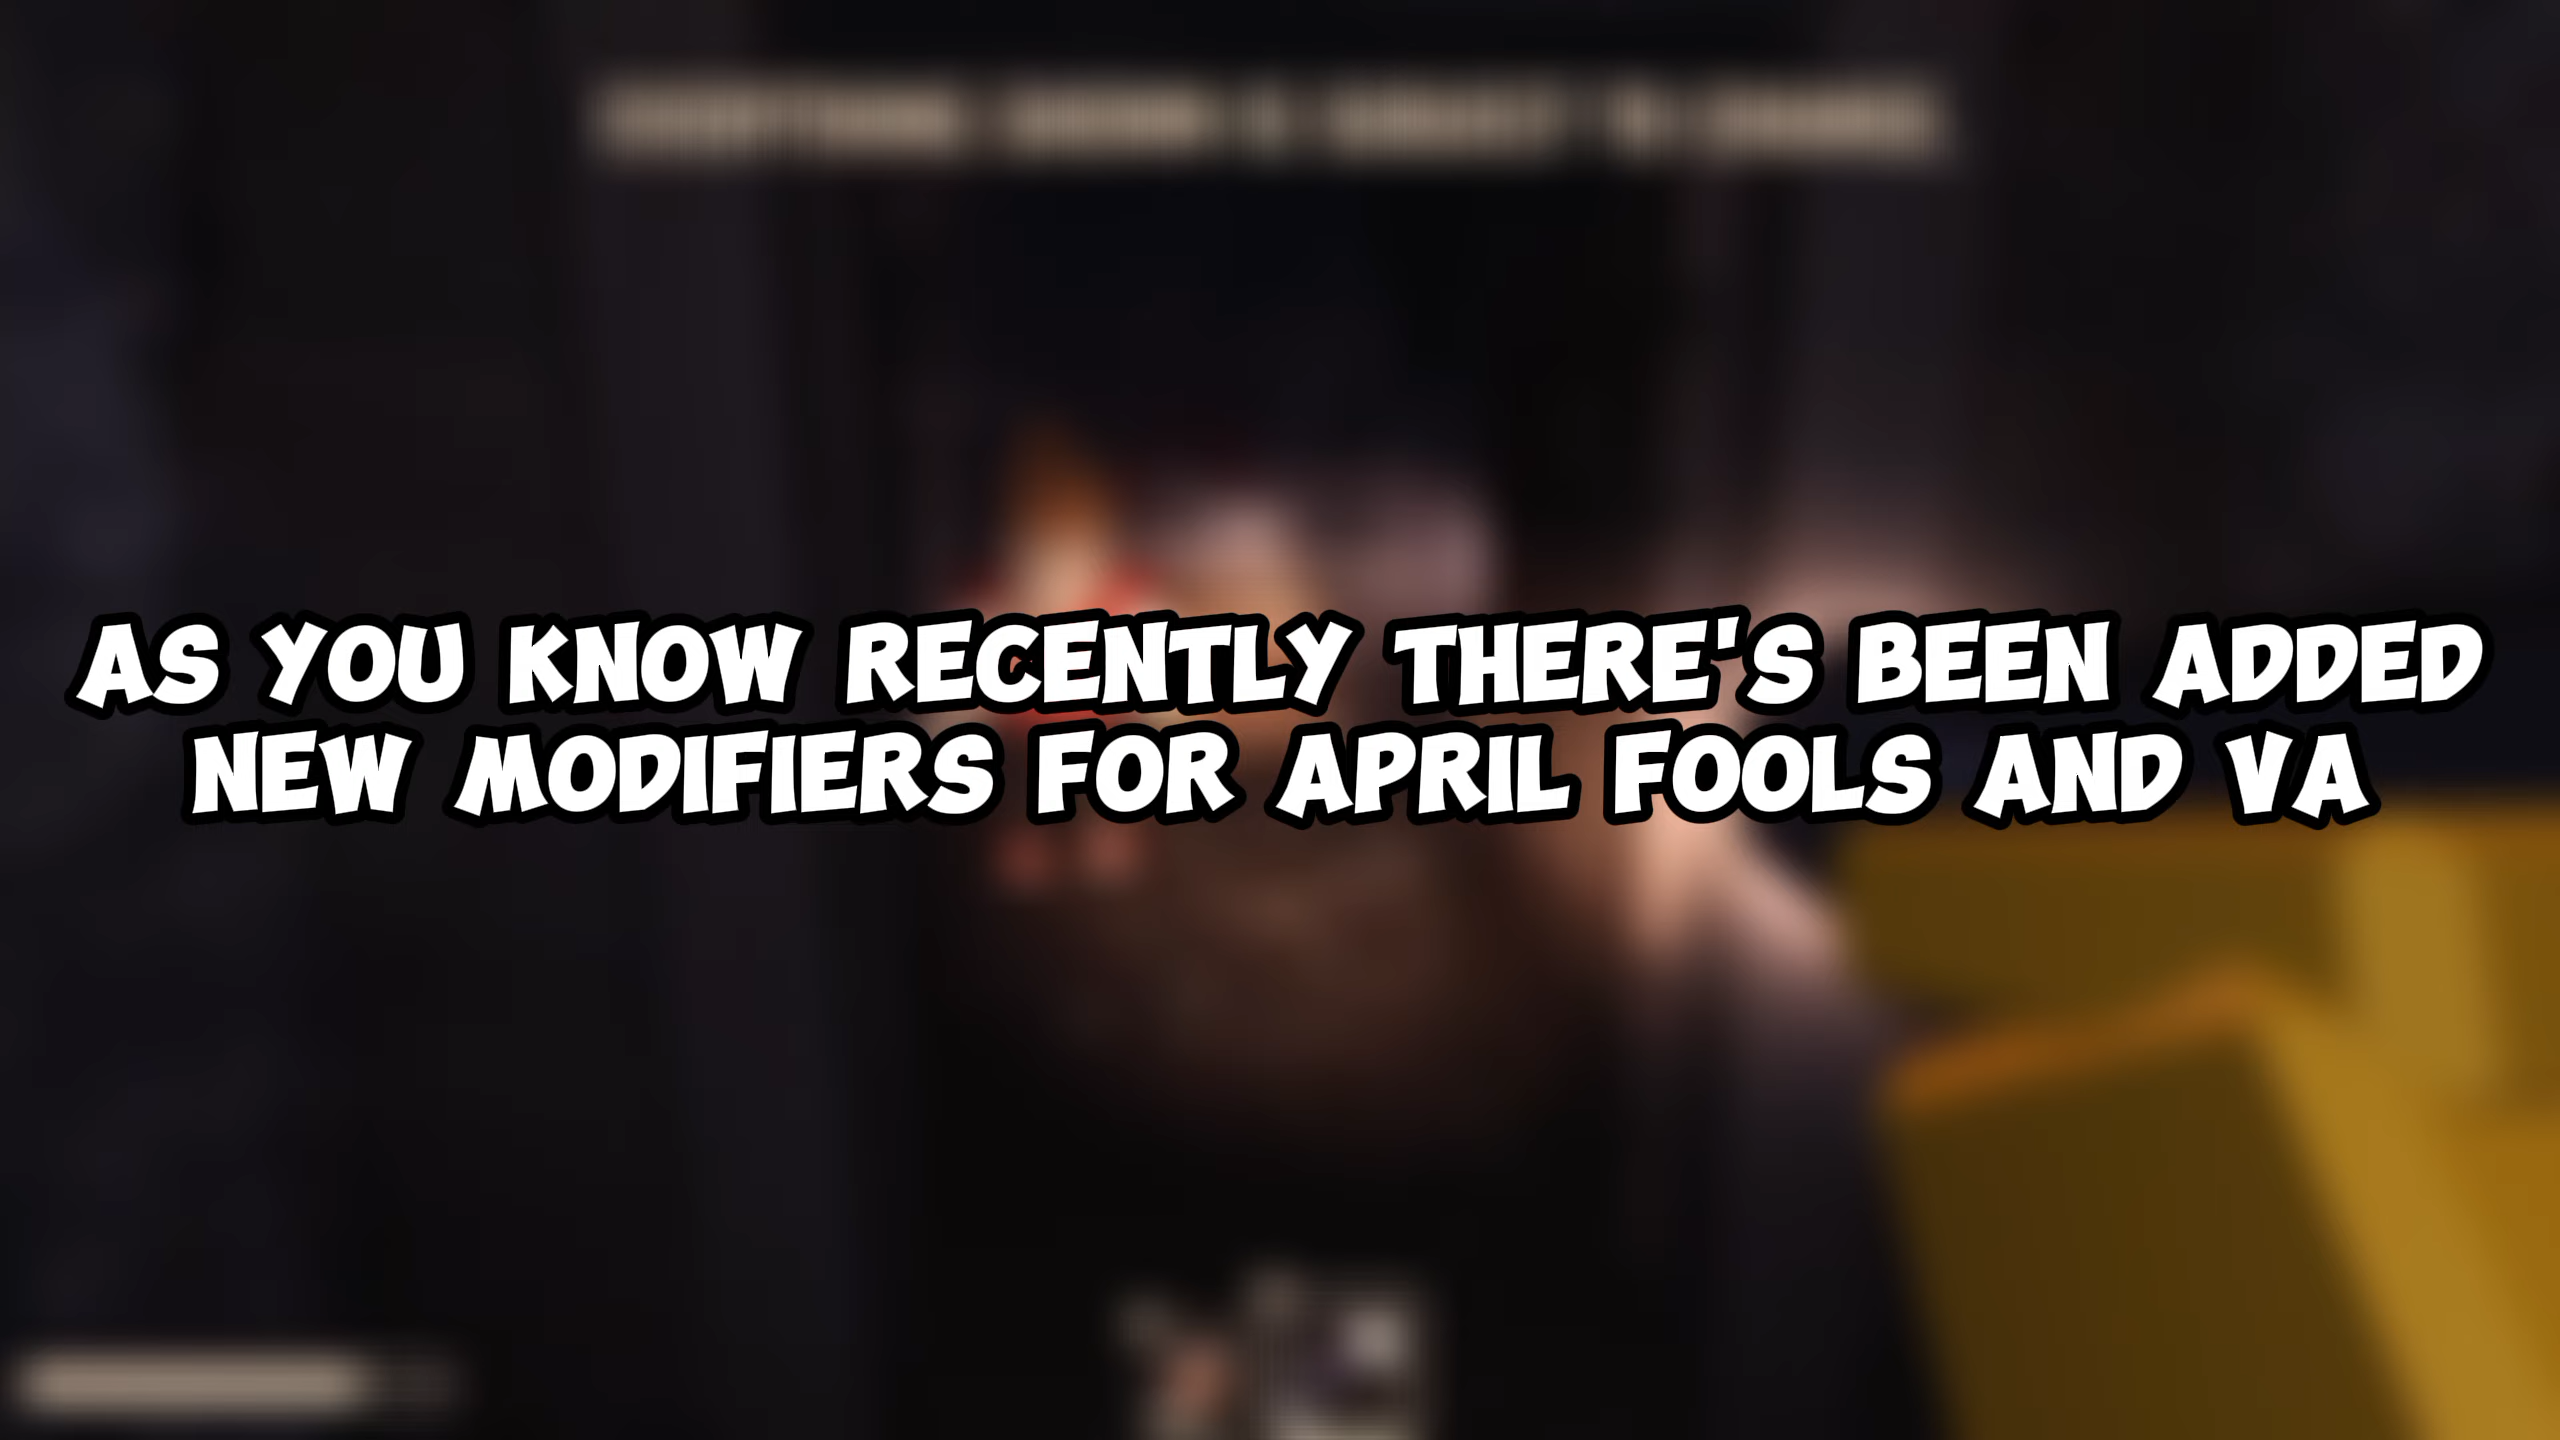 AS YOU KNOW RECENTLY THERE'S BEEN ADDED
NEW MODIFIERS FOR APRIL FOOLS AND VA